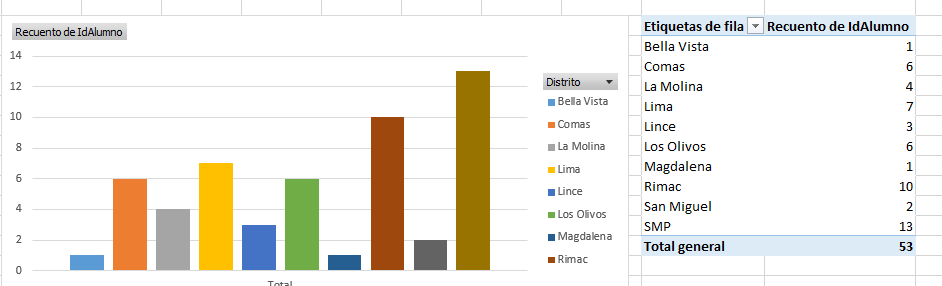 Recuento de IdAlumno
14
12
10
8
6
4
2
0
Total
Distrito
Bella Vista
Comas
La Molina
Lima
Lince
Los Olivos
Magdalena
Rimac
Etiquetas de fila Recuento de IdAlumno
Bella Vista 1
Comas 6
La Molina 4
Lima 7
Lince 3
Los Olivos 6
Magdalena 1
Rimac 10
San Miguel 2
SMP 13
Total general 53